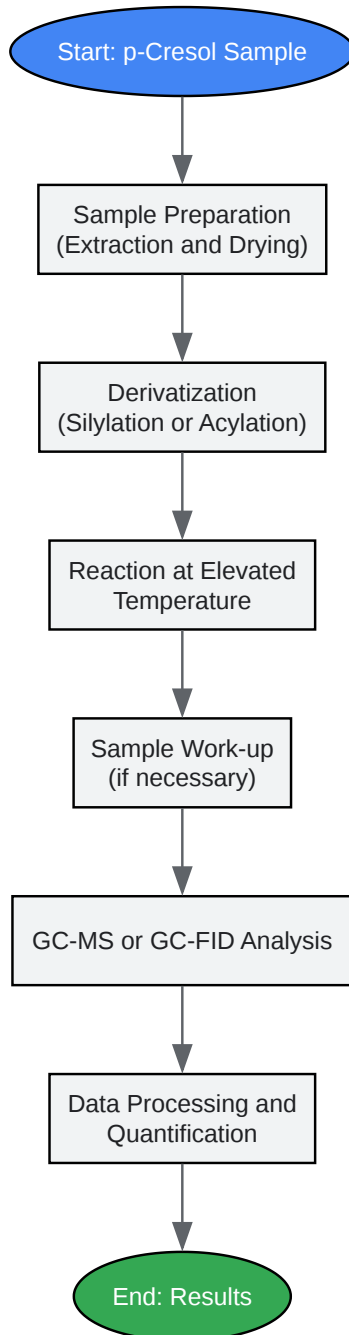 Start: p-Cresol Sample
Sample Preparation
(Extraction and Drying)
Derivatization
(Silylation or Acylation)
Reaction at Elevated
Temperature
Sample Work-up
(if necessary)
GC-MS or GC-FID Analysis
Data Processing and
Quantification
End: Results